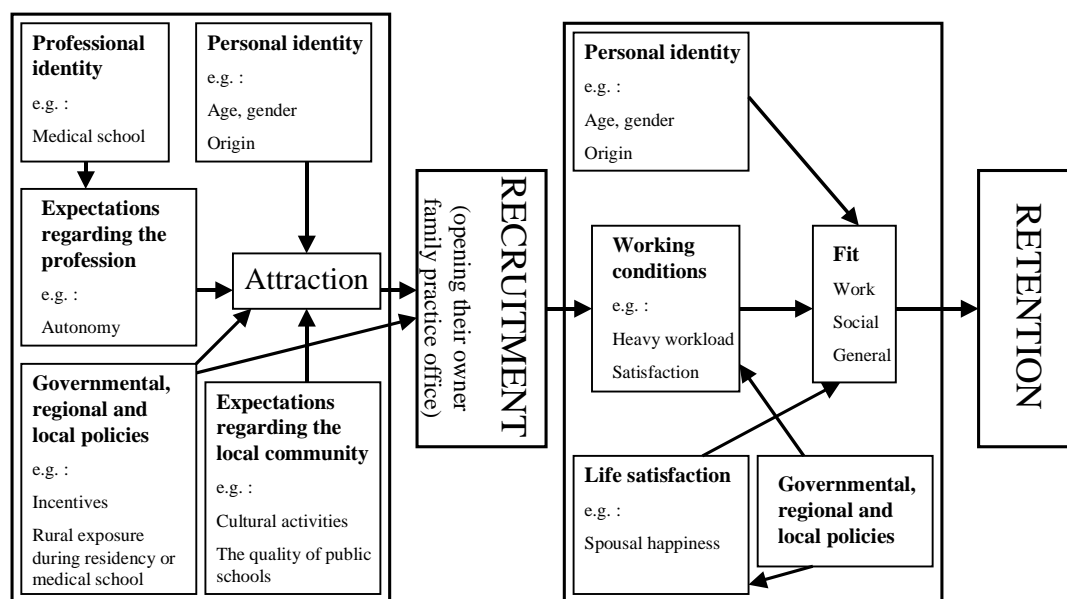 Professional
identity
e.g. :
Medical school
Personal identity
e.g. :
Age, gender
Origin
Expectations
regarding the
profession
e.g. :
Autonomy
Attraction
Governmental,
regional and
local policies
e.g. :
Incentives
Rural exposure
during residency or
medical school
Expectations
regarding the
local community
e.g. :
Cultural activities
The quality of public
schools
RECRUITMENT
(opening their owner
family practice office)
Personal identity
e.g. :
Age, gender
Origin
Working
conditions
e.g. :
Heavy workload
Satisfaction
Fit
Work
Social
General
Life satisfaction
e.g. :
Spousal happiness
Governmental,
regional and
local policies
RETENTION